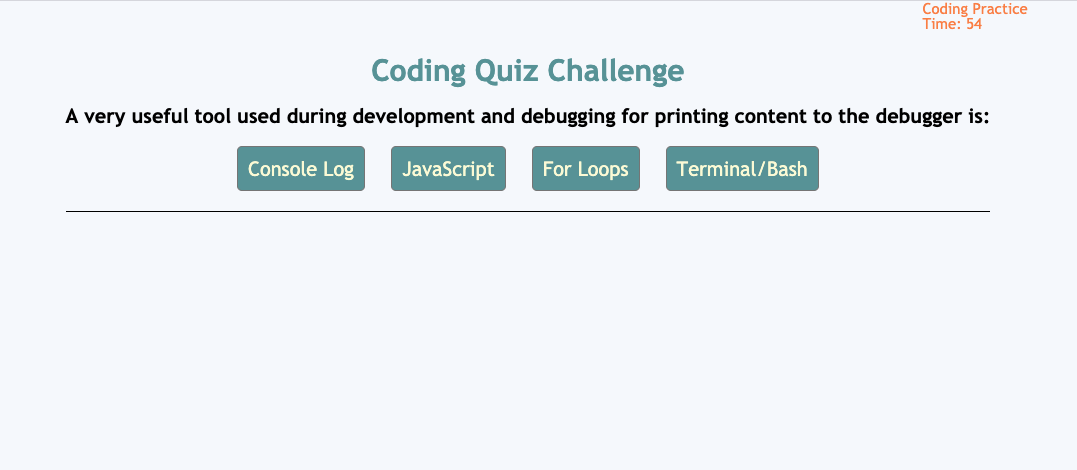 Coding Practice
Time: 54
Coding Quiz Challenge
A very useful tool used during development and debugging for printing content to the debugger is:
Console Log JavaScript For Loops Terminal/Bash